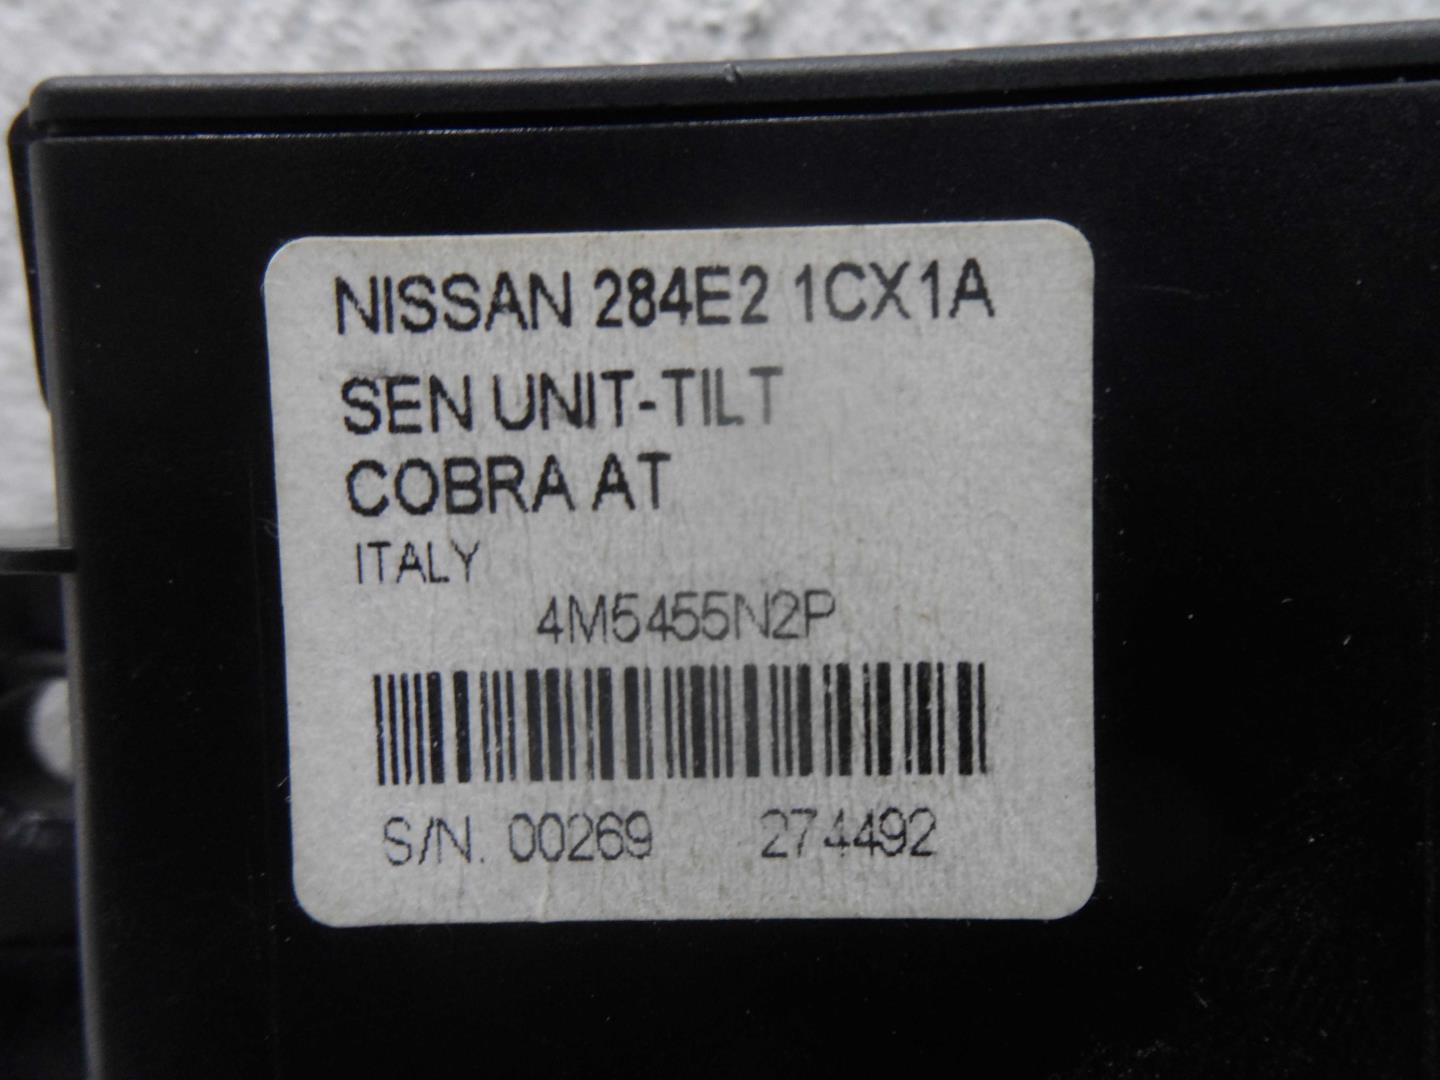 NISSAN 284E2 1CX1A
SEN UNIT-TILT
COBRA AT
ITALY
4M5455N2P
S/N. 00269 274492